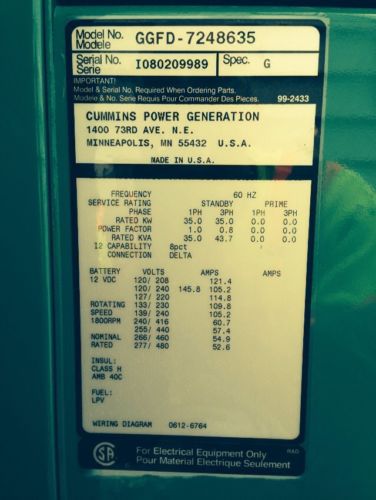 Model No.
Modele
GGFD-7248635
Serial No.
Serie
I080209989
Spec.
G
IMPORTANT!
Model & Serial No. Required When Ordering Parts.
Modele & No. Serie Requis Pour Commander Des Pieces.
99-2433
CUMMINS POWER GENERATION
1400 73RD AVE. N.E.
MINNEAPOLIS, MN 55432 U.S.A.
MADE IN U.S.A.
FREQUENCY 60 HZ
SERVICE RATING STANDBY PRIME
PHASE 1PH 3PH 1PH 3PH
RATED KW 35.0 35.0 0.0 0.0
POWER FACTOR 1.0 0.8 0.0 0.0
RATED KVA 35.0 43.7 0.0 0.0
12 CAPABILITY 8pct
CONNECTION DELTA
BATTERY VOLTS AMPS AMPS
12 VDC 120/ 208 121.4
120/ 240 145.8 105.2
127/ 220 114.8
ROTATING 133/ 230 109.8
SPEED 139/ 240 105.2
1800RPM 240/ 416 60.7
255/ 440 57.4
NOMINAL 266/ 460 54.9
RATED 277/ 480 52.6
INSUL:
CLASS H
AMB 40C
FUEL:
LPV
WIRING DIAGRAM 0612-6764
For Electrical Equipment Only
Pour Material Electrique Seulement